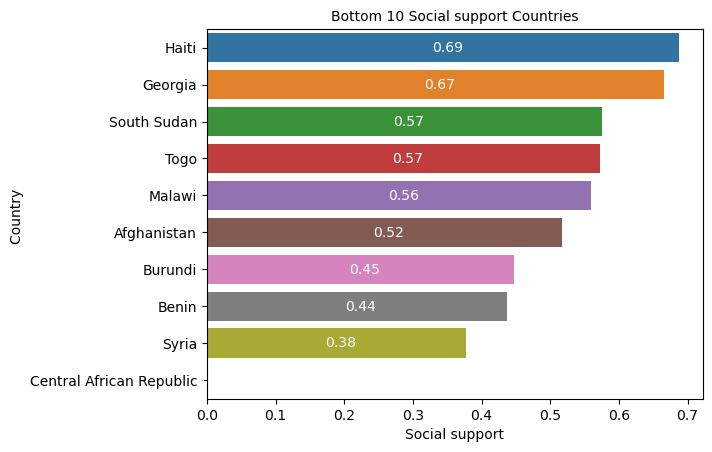 Bottom 10 Social support Countries
Haiti 0.69
Georgia 0.67
South Sudan 0.57
Togo 0.57
Malawi 0.56
Afghanistan 0.52
Burundi 0.45
Benin 0.44
Syria 0.38
Central African Republic
Country
0.0 0.1 0.2 0.3 0.4 0.5 0.6 0.7
Social support